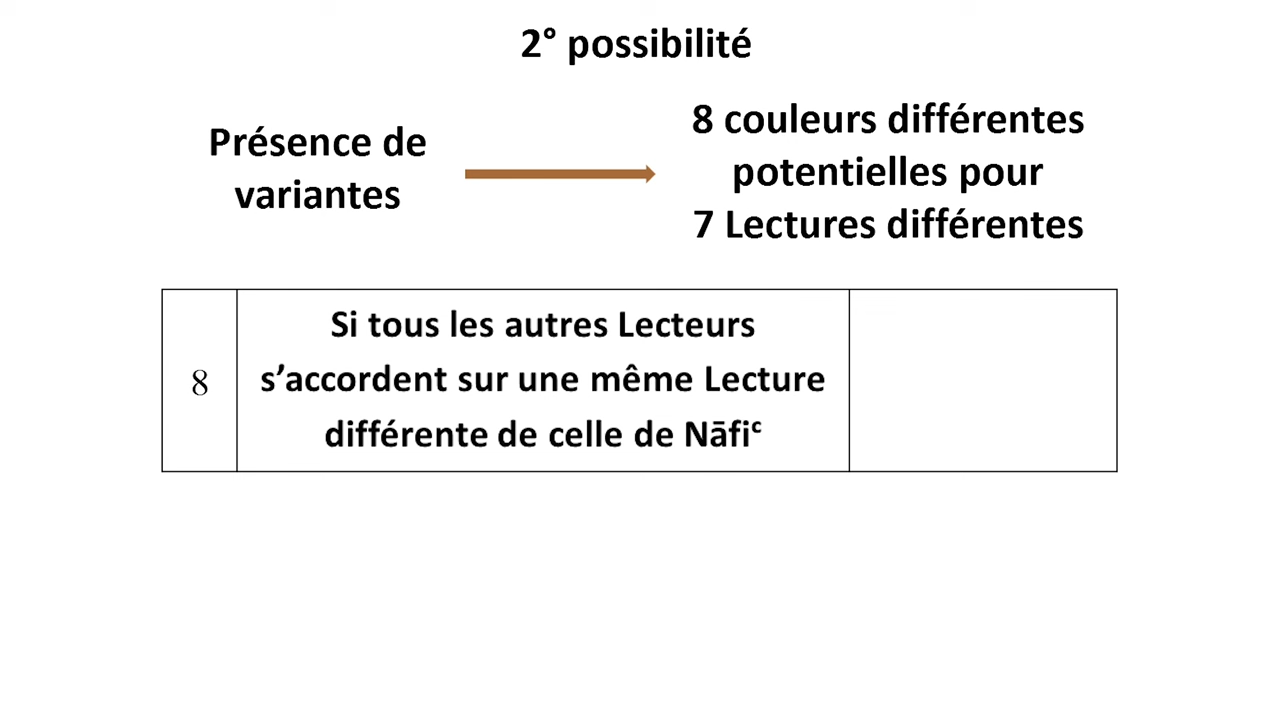 2° possibilité
Présence de
variantes
8 couleurs différentes
potentielles pour
7 Lectures différentes
8
Si tous les autres Lecteurs
s’accordent sur une même Lecture
différente de celle de Nāfiᶜ